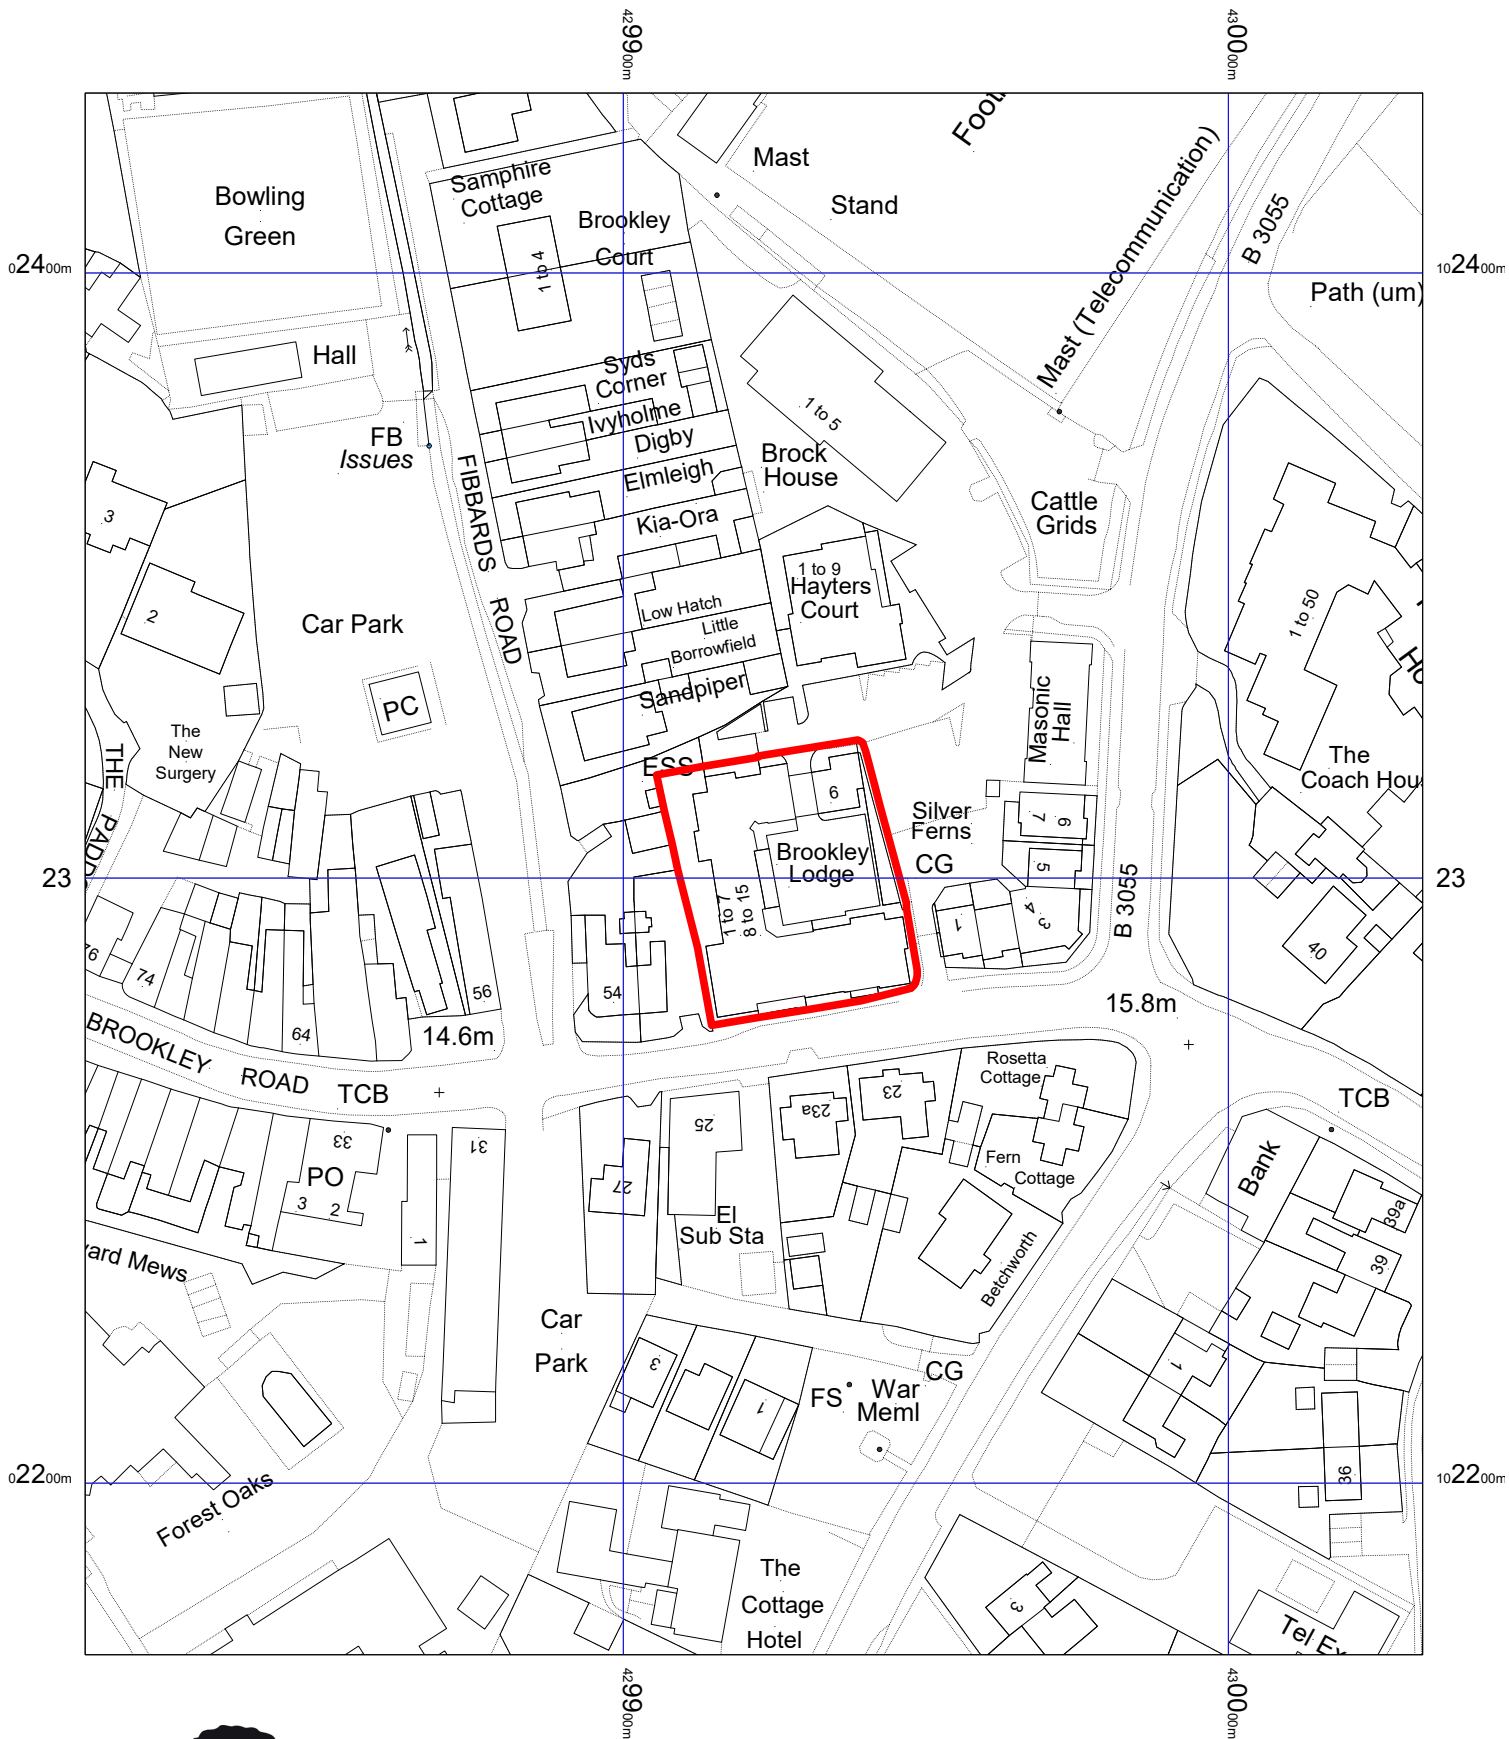 429900m
4300 00m
Foot
Mast
Stand
Mast (Telecommunication)
B 3055
Bowling
Green
Samphire
Cottage
Brookley
Court
1 to 4
02400m
102400m
Path (um)
Hall
Syds
Corner
Ivyholme
Digby
Elmleigh
Kia-Ora
1 to 5
Brock
House
FB
Issues
FIBBARDS
ROAD
Cattle
Grids
3
2
Car Park
1 to 9
Hayters
Court
Low Hatch
Little
Borrowfield
Sandpiper
1 to 50
PC
Masonic
Hall
The
New
Surgery
THE
ESS
The
Coach Hou
9
Silver
Ferns
CG
7
6
5
Brookley
Lodge
1 to 7
8 to 15
23
23
B 3055
1
4
3
40
76
74
64
56
54
14.6m
15.8m
BROOKLEY
ROAD
TCB
Rosetta
Cottage
TCB
33
PO
3
2
1
31
25
27
23a
23
Fern
Cottage
El
Sub Sta
Betchworth
Bank
39a
39
yard Mews
Car
Park
3
1
FS
War
Meml
CG
1
36
02200m
102200m
Forest Oaks
The
Cottage
Hotel
3
Tel Ex
4299 00m
4300 00m